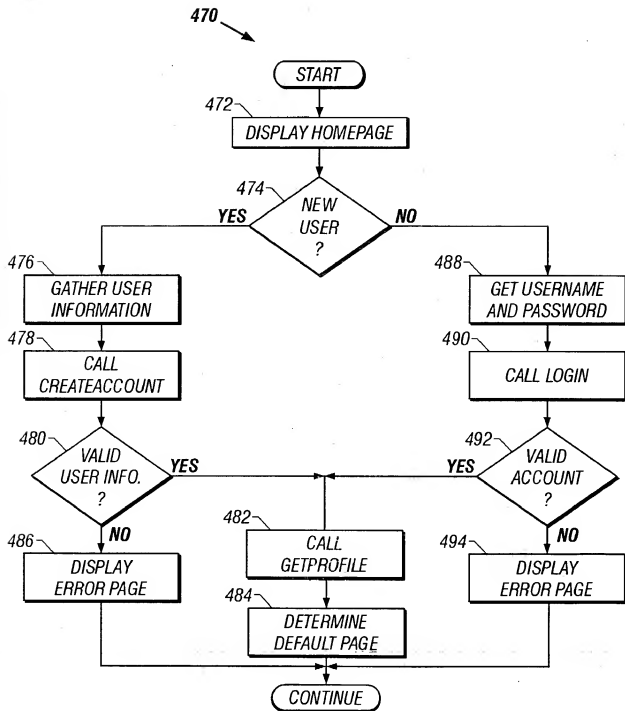 470
START
472
DISPLAY HOMEPAGE
474
NEW
USER
?
YES
NO
476
GATHER USER
INFORMATION
478
CALL
CREATEACCOUNT
480
VALID
USER INFO.
?
YES
NO
486
DISPLAY
ERROR PAGE
488
GET USERNAME
AND PASSWORD
490
CALL LOGIN
492
VALID
ACCOUNT
?
YES
NO
494
DISPLAY
ERROR PAGE
482
CALL
GETPROFILE
484
DETERMINE
DEFAULT PAGE
CONTINUE